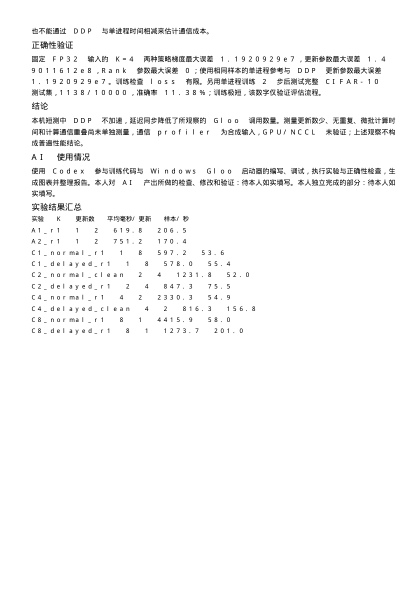 也不能通过 DDP 与单进程时间相减来估计通信成本。
正确性验证
固定 FP32 输入的 K=4 两种策略梯度最大误差 1.1920929e7,更新参数最大误差 1.4
9011612e8,Rank 参数最大误差 0;使用相同样本的单进程参考与 DDP 更新参数最大误差
1.1920929e7。训练检查 loss 有限。另用单进程训练 2 步后测试完整 CIFAR-10
测试集,1138/10000,准确率 11.38%;训练极短,该数字仅验证评估流程。
结论
本机短测中 DDP 不加速,延迟同步降低了所观察的 Gloo 调用数量。测量更新数少、无重复、微批计算时
间和计算通信重叠尚未单独测量,通信 profiler 为合成输入,GPU/NCCL 未验证;上述观察不构
成普遍性能结论。
AI 使用情况
使用 Codex 参与训练代码与 Windows Gloo 启动器的编写、调试,执行实验与正确性检查,生
成图表并整理报告。本人对 AI 产出所做的检查、修改和验证:待本人如实填写。本人独立完成的部分:待本人如
实填写。
实验结果汇总
实验 K 更新数 平均毫秒/更新 样本/秒
A1_r1 1 2 619.8 206.5
A2_r1 1 2 751.2 170.4
C1_normal_r1 1 8 597.2 53.6
C1_delayed_r1 1 8 578.0 55.4
C2_normal_clean 2 4 1231.8 52.0
C2_delayed_r1 2 4 847.3 75.5
C4_normal_r1 4 2 2330.3 54.9
C4_delayed_clean 4 2 816.3 156.8
C8_normal_r1 8 1 4415.9 58.0
C8_delayed_r1 8 1 1273.7 201.0